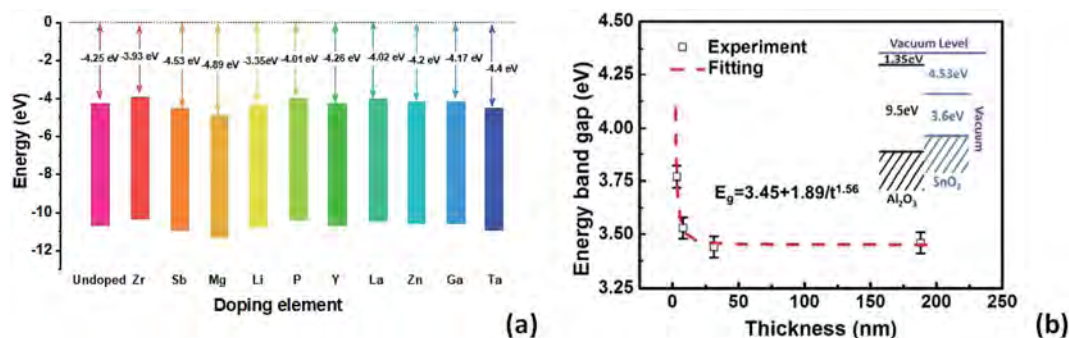 0
-2
-4
-6
-8
-10
-12
Energy (eV)
-4.25 eV
-3.93 eV
-4.53 eV
-4.89 eV
-3.35 eV
-4.01 eV
-4.26 eV
-4.02 eV
-4.2 eV
-4.17 eV
-4.4 eV
Undoped Zr Sb Mg Li P Y La Zn Ga Ta
Doping element
(a)
4.50
4.25
4.00
3.75
3.50
3.25
Energy band gap (eV)
Experiment
Fitting
Vacuum Level
1.35eV
4.53eV
9.5eV
3.6eV
Vacuum
SnO₂
Al₂O₃
E_g=3.45+1.89/t^1.56
0 50 100 150 200 250
Thickness (nm)
(b)